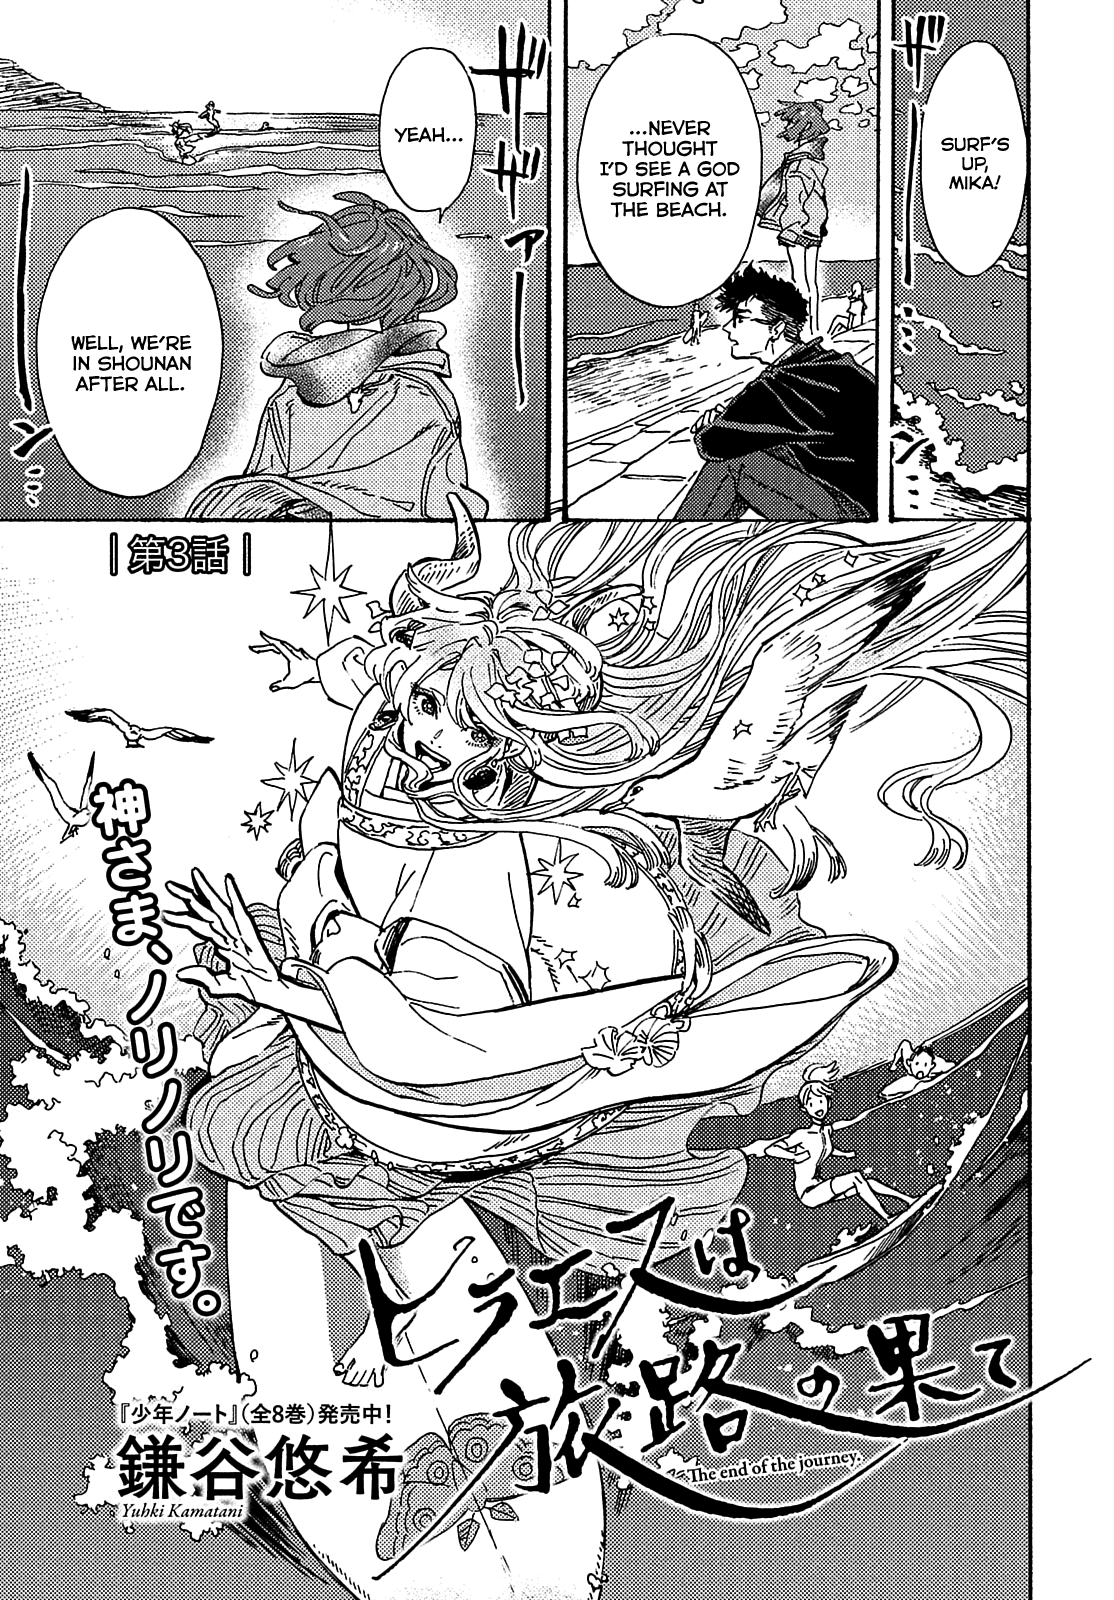 ザザーーン…
SURF'S
UP,
MIKA!
...NEVER
THOUGHT
I'D SEE A GOD
SURFING AT
THE BEACH.
ザザァーーン…
YEAH...
WELL, WE'RE
IN SHOUNAN
AFTER ALL.
|第3話|
神さま、ノリノリです。
ヒラエスは
旅路の果て
The end of the journey.
『少年ノート』(全8巻)発売中!
鎌谷悠希
Yuhki Kamatani